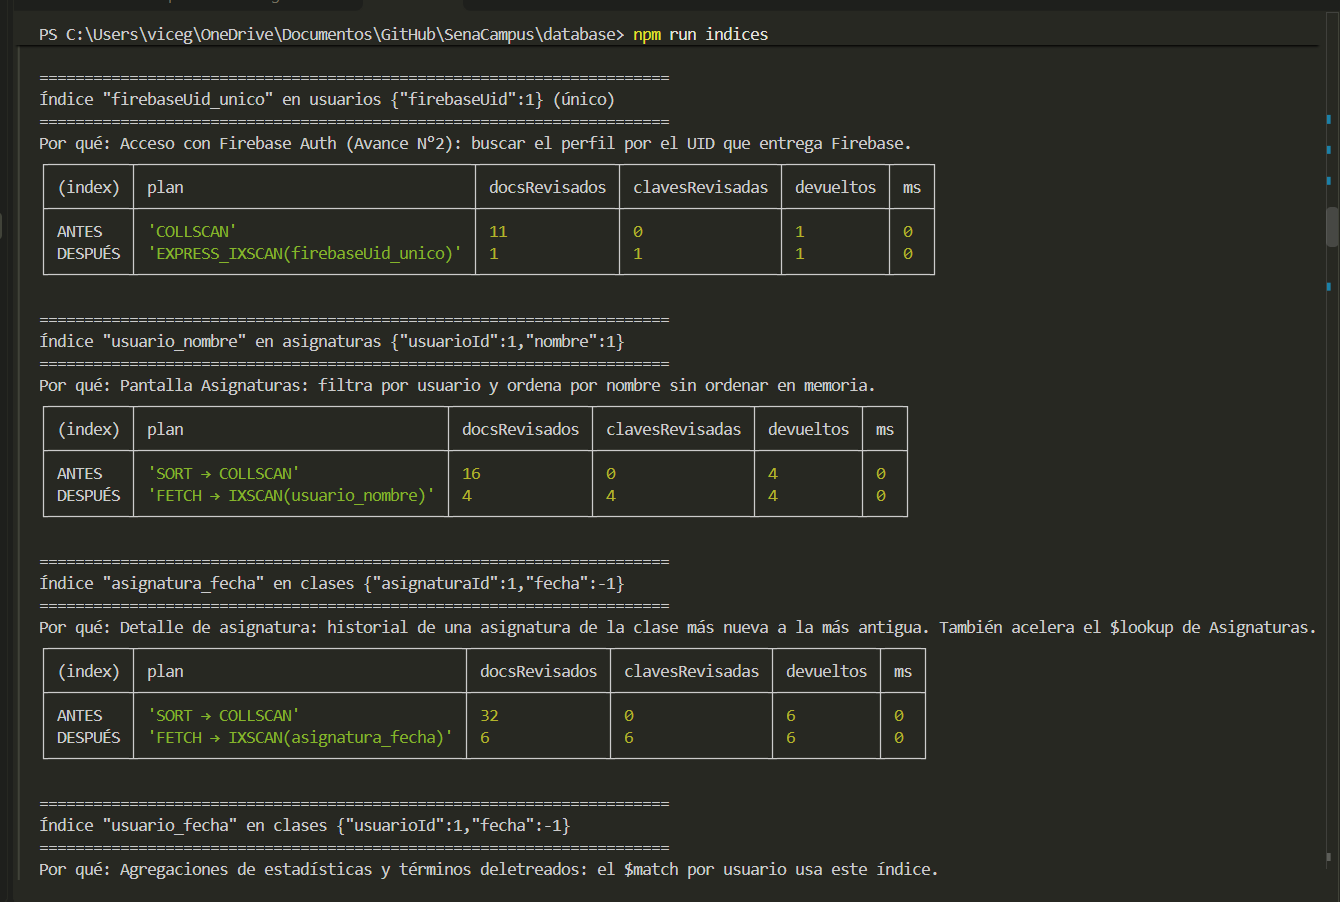 PS C:\Users\viceg\OneDrive\Documentos\GitHub\SenaCampus\database> npm run indices
======================================================================
Índice "firebaseUid_unico" en usuarios {"firebaseUid":1} (único)
======================================================================
Por qué: Acceso con Firebase Auth (Avance Nº2): buscar el perfil por el UID que entrega Firebase.
(index) plan docsRevisados clavesRevisadas devueltos ms
ANTES 'COLLSCAN' 11 0 1 0
DESPUÉS 'EXPRESS_IXSCAN(firebaseUid_unico)' 1 1 1 0
======================================================================
Índice "usuario_nombre" en asignaturas {"usuarioId":1,"nombre":1}
======================================================================
Por qué: Pantalla Asignaturas: filtra por usuario y ordena por nombre sin ordenar en memoria.
(index) plan docsRevisados clavesRevisadas devueltos ms
ANTES 'SORT → COLLSCAN' 16 0 4 0
DESPUÉS 'FETCH → IXSCAN(usuario_nombre)' 4 4 4 0
======================================================================
Índice "asignatura_fecha" en clases {"asignaturaId":1,"fecha":-1}
======================================================================
Por qué: Detalle de asignatura: historial de una asignatura de la clase más nueva a la más antigua. También acelera el $lookup de Asignaturas.
(index) plan docsRevisados clavesRevisadas devueltos ms
ANTES 'SORT → COLLSCAN' 32 0 6 0
DESPUÉS 'FETCH → IXSCAN(asignatura_fecha)' 6 6 6 0
======================================================================
Índice "usuario_fecha" en clases {"usuarioId":1,"fecha":-1}
======================================================================
Por qué: Agregaciones de estadísticas y términos deletreados: el $match por usuario usa este índice.